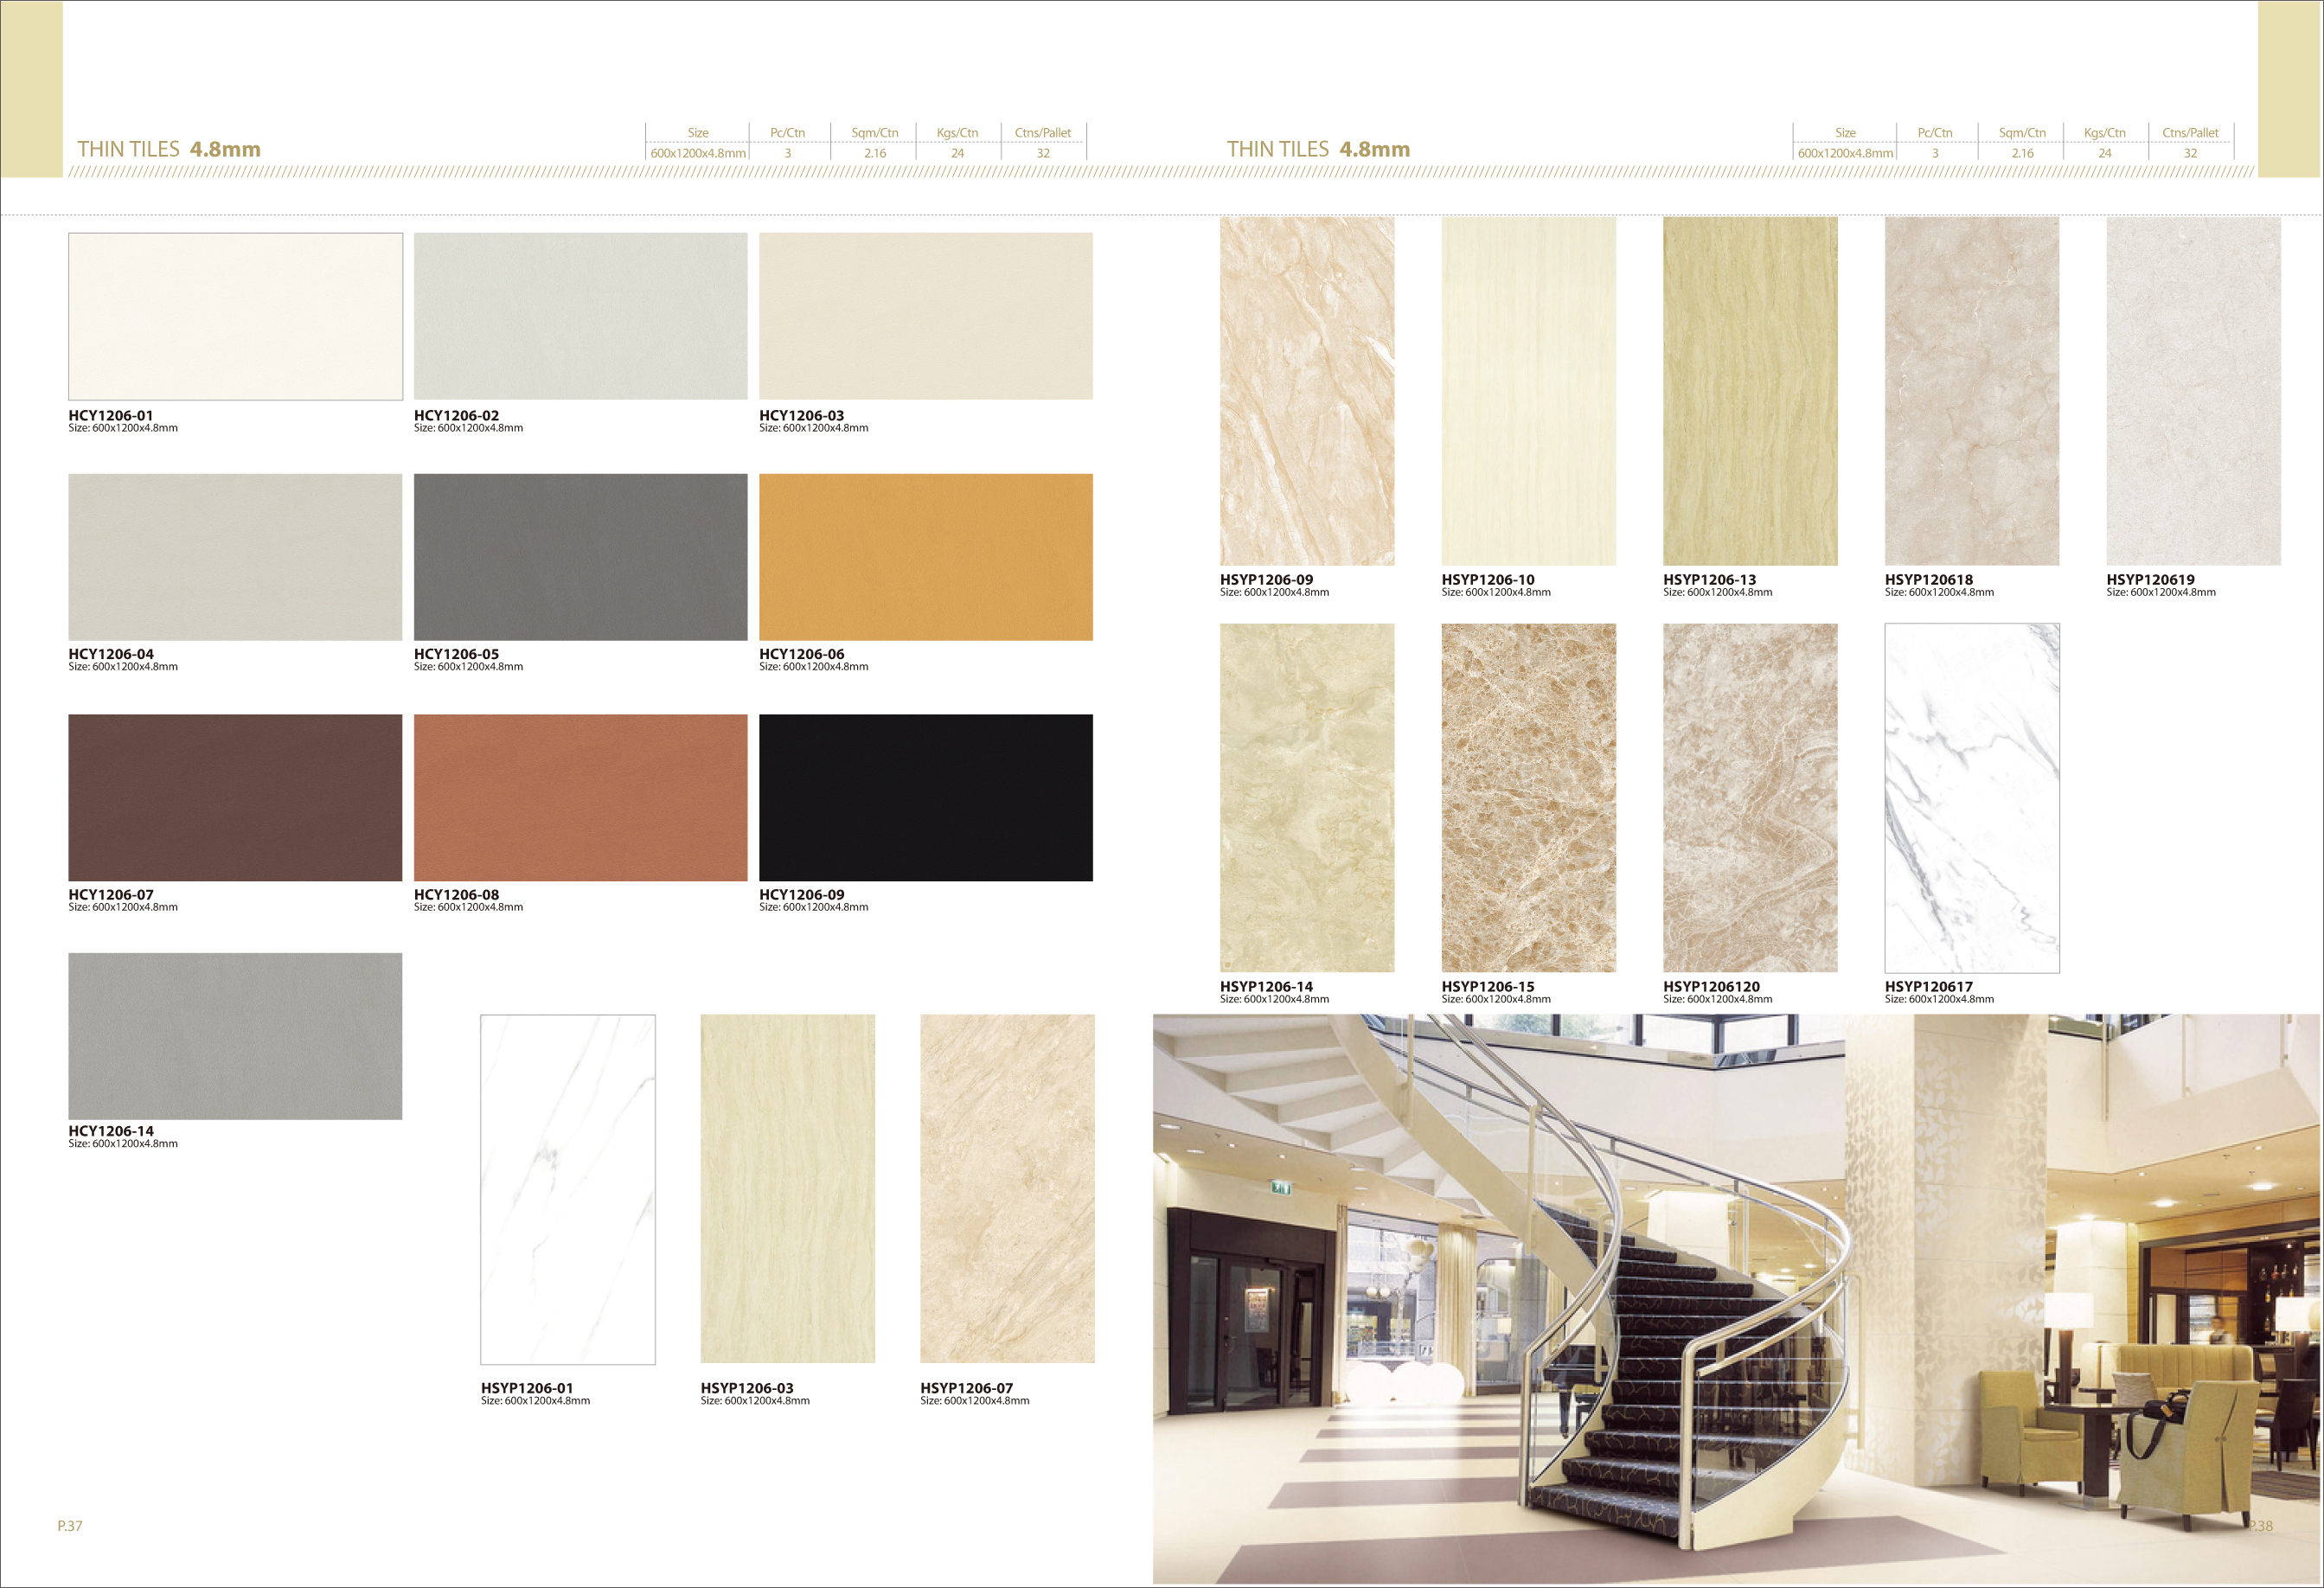 THIN TILES 4.8mm
Size Pc/Ctn Sqm/Ctn Kgs/Ctn Ctns/Pallet
600x1200x4.8mm 3 2.16 24 32
HCY1206-01
Size: 600x1200x4.8mm
HCY1206-02
Size: 600x1200x4.8mm
HCY1206-03
Size: 600x1200x4.8mm
HCY1206-04
Size: 600x1200x4.8mm
HCY1206-05
Size: 600x1200x4.8mm
HCY1206-06
Size: 600x1200x4.8mm
HCY1206-07
Size: 600x1200x4.8mm
HCY1206-08
Size: 600x1200x4.8mm
HCY1206-09
Size: 600x1200x4.8mm
HCY1206-14
Size: 600x1200x4.8mm
HSYP1206-01
Size: 600x1200x4.8mm
HSYP1206-03
Size: 600x1200x4.8mm
HSYP1206-07
Size: 600x1200x4.8mm
P.37
THIN TILES 4.8mm
Size Pc/Ctn Sqm/Ctn Kgs/Ctn Ctns/Pallet
600x1200x4.8mm 3 2.16 24 32
HSYP1206-09
Size: 600x1200x4.8mm
HSYP1206-10
Size: 600x1200x4.8mm
HSYP1206-13
Size: 600x1200x4.8mm
HSYP120618
Size: 600x1200x4.8mm
HSYP120619
Size: 600x1200x4.8mm
HSYP1206-14
Size: 600x1200x4.8mm
HSYP1206-15
Size: 600x1200x4.8mm
HSYP1206120
Size: 600x1200x4.8mm
HSYP120617
Size: 600x1200x4.8mm
P.38